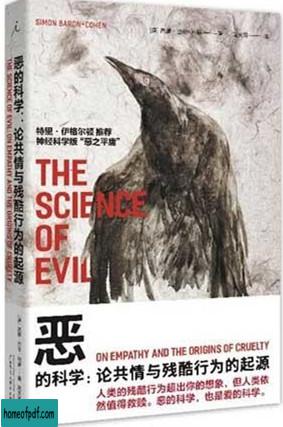 SIMON BARON-COHEN
恶的科学：论共情与残酷行为的起源
THE SCIENCE OF EVIL: ON EMPATHY AND THE ORIGINS OF CRUELTY
特里·伊格尔顿 推荐
神经科学版“恶之平庸”
THE
SCIENCE
OF
EVIL
ON EMPATHY AND THE ORIGINS OF CRUELTY
恶
的科学：论共情与残酷行为的起源
人类的残酷行为超出你的想象，但人类依
然值得救赎。恶的科学，也是爱的科学。
homeofpdf.com